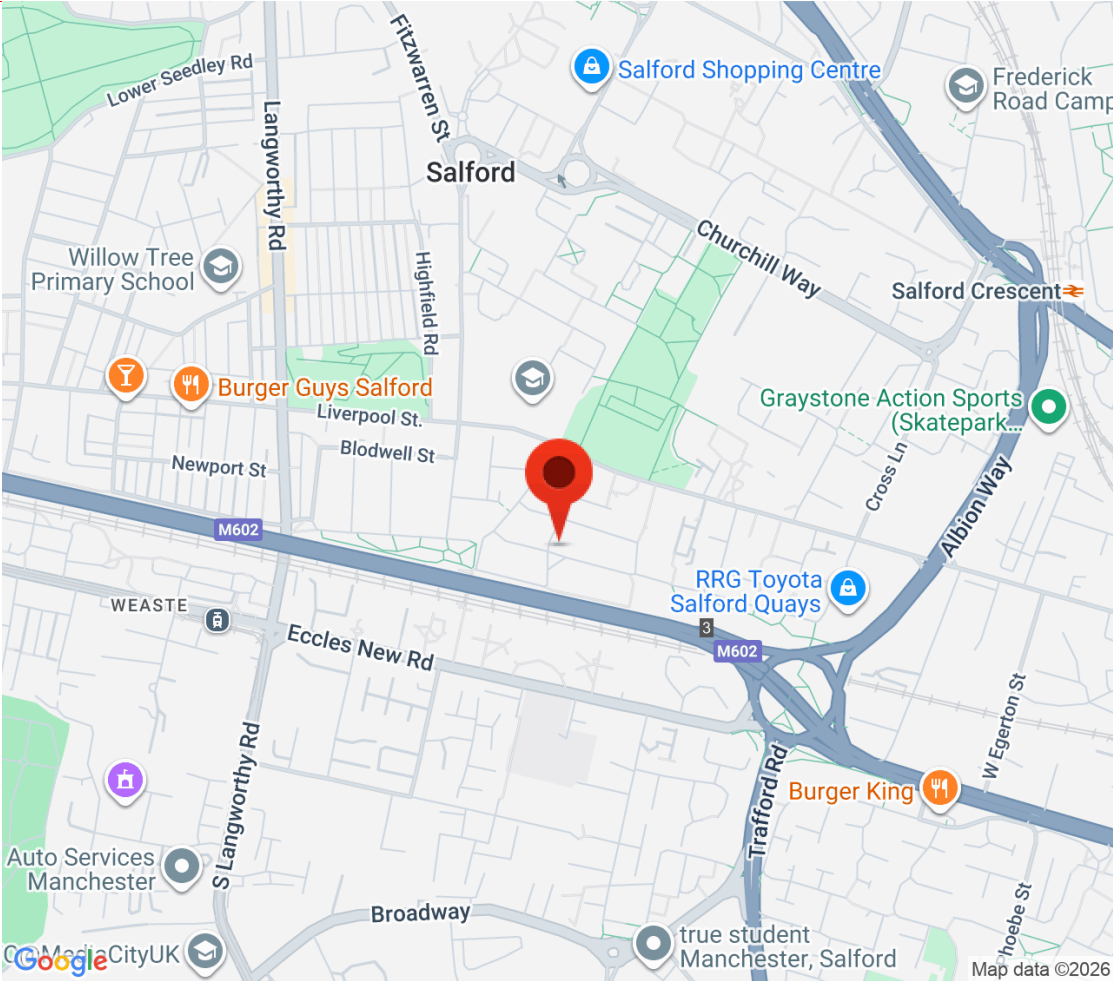 Fitzwarren St
Salford Shopping Centre
Lower Seedley Rd
Frederick
Road Camp
Langworthy Rd
Salford
Churchill Way
Willow Tree
Primary School
Highfield Rd
Salford Crescent
Burger Guys Salford
Graystone Action Sports
(Skatepark...
Liverpool St.
Blodwell St
Newport St
Cross Ln
Albion Way
M602
RRG Toyota
Salford Quays
WEASTE
3
M602
Eccles New Rd
W Egerton St
S Langworthy Rd
Trafford Rd
Burger King
Auto Services
Manchester
Broadway
Phoebe St
true student
Manchester, Salford
MediaCityUK
Google
Map data ©2026